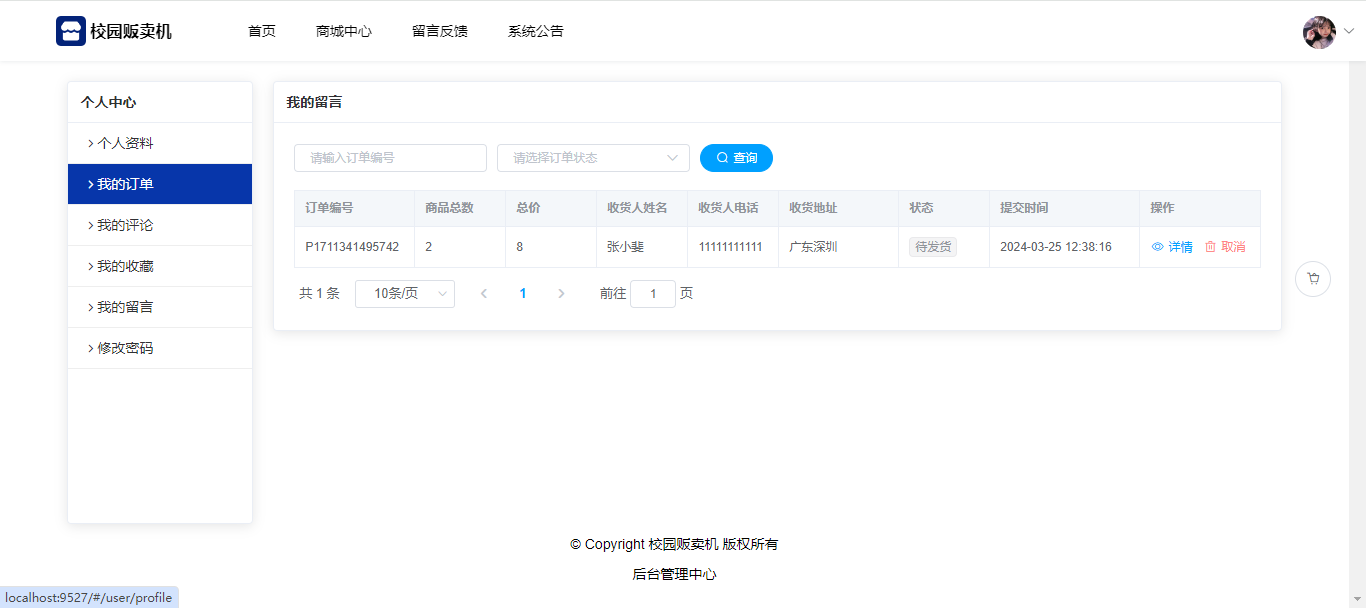 校园贩卖机 首页 商城中心 留言反馈 系统公告
个人中心
个人资料
我的订单
我的评论
我的收藏
我的留言
修改密码
我的留言
请输入订单编号 请选择订单状态 查询
订单编号 商品总数 总价 收货人姓名 收货人电话 收货地址 状态 提交时间 操作
P1711341495742 2 8 张小斐 11111111111 广东深圳 待发货 2024-03-25 12:38:16 详情 取消
共 1 条 10条/页 1 前往 1 页
© Copyright 校园贩卖机 版权所有
后台管理中心
localhost:9527/#/user/profile